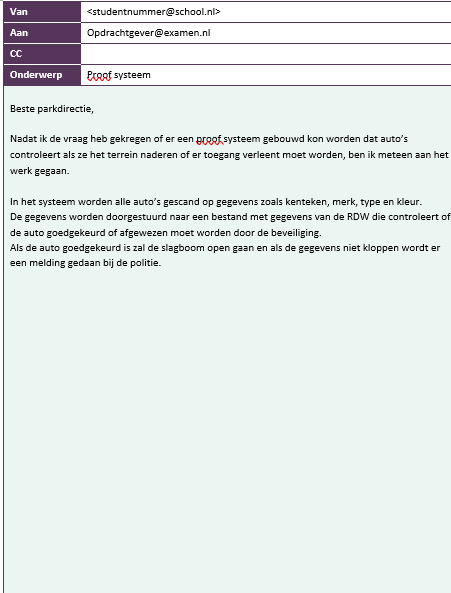 Van <studentnummer@school.nl>
Aan Opdrachtgever@examen.nl
CC
Onderwerp Proof systeem
Beste parkdirectie,
Nadat ik de vraag heb gekregen of er een proof systeem gebouwd kon worden dat auto's
controleert als ze het terrein naderen of er toegang verleent moet worden, ben ik meteen aan het
werk gegaan.
In het systeem worden alle auto's gescand op gegevens zoals kenteken, merk, type en kleur.
De gegevens worden doorgestuurd naar een bestand met gegevens van de RDW die controleert of
de auto goedgekeurd of afgewezen moet worden door de beveiliging.
Als de auto goedgekeurd is zal de slagboom open gaan en als de gegevens niet kloppen wordt er
een melding gedaan bij de politie.